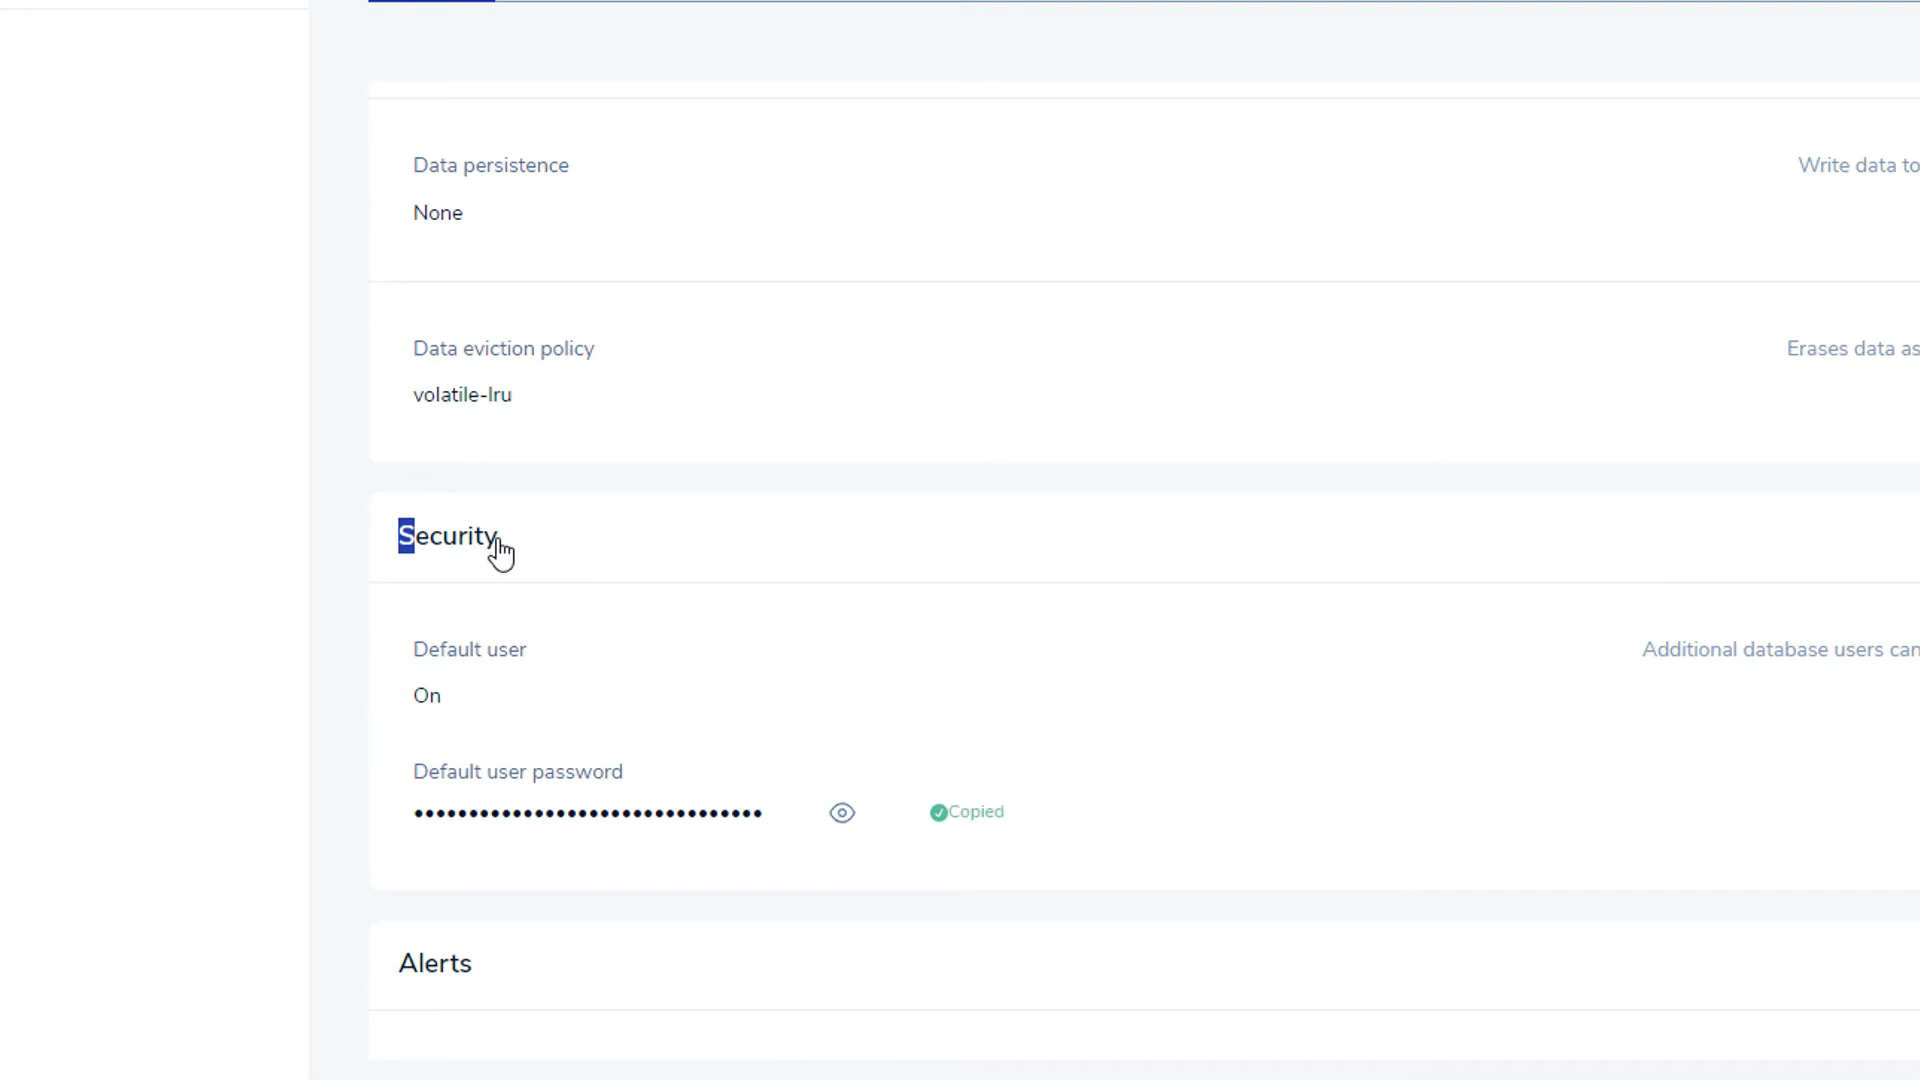 Data persistence
Write data to
None
Data eviction policy
Erases data as
volatile-lru
Security
Default user
Additional database users can
On
Default user password
••••••••••••••••••••••••••••••••
Copied
Alerts